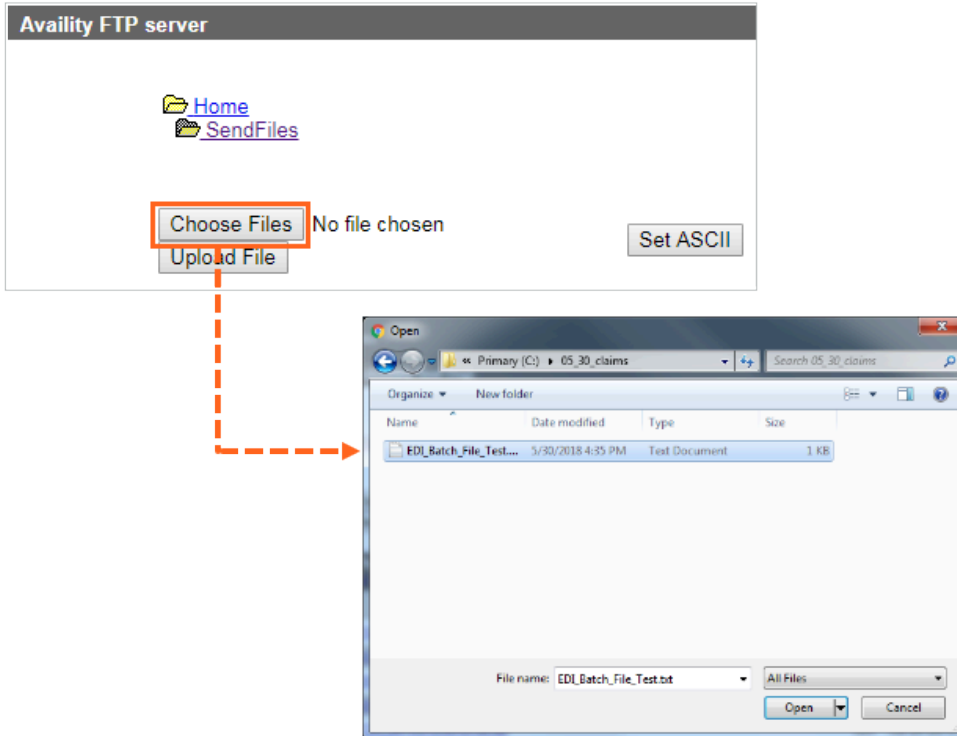 Availity FTP server
Home
SendFiles
Choose Files No file chosen
Set ASCII
Upload File
Open
« Primary (C:) ▸ 05_30_claims
Search 05_30_claims
Organize ▾ New folder
Name Date modified Type Size
EDI_Batch_File_Test.... 5/30/2018 4:35 PM Text Document 1 KB
File name: EDI_Batch_File_Test.txt All Files
Open Cancel